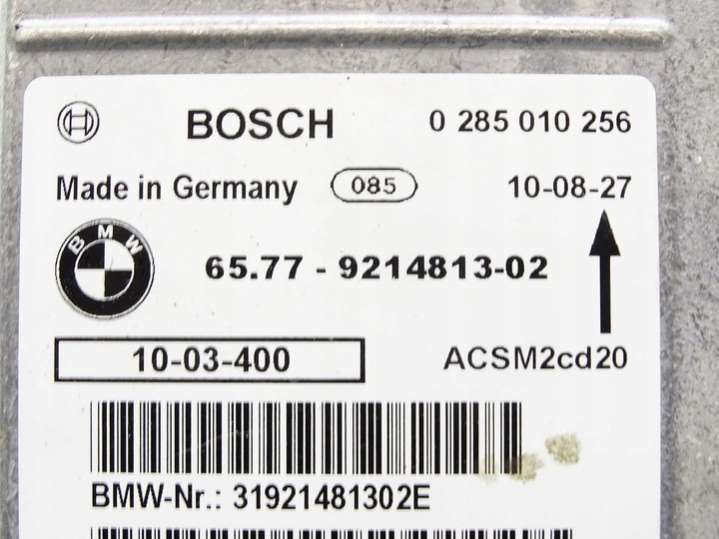 BOSCH 0 285 010 256
Made in Germany 085 10-08-27
BMW 65.77 - 9214813-02
10-03-400 ACSM2cd20
BMW-Nr.: 31921481302E